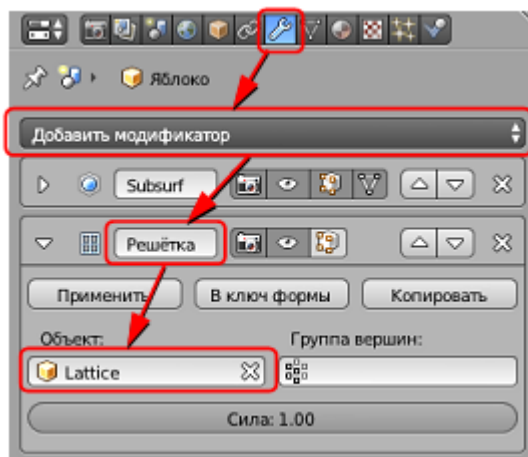 Яблоко
Добавить модификатор
Subsurf
Решётка
Применить В ключ формы Копировать
Объект: Группа вершин:
Lattice
Сила: 1.00